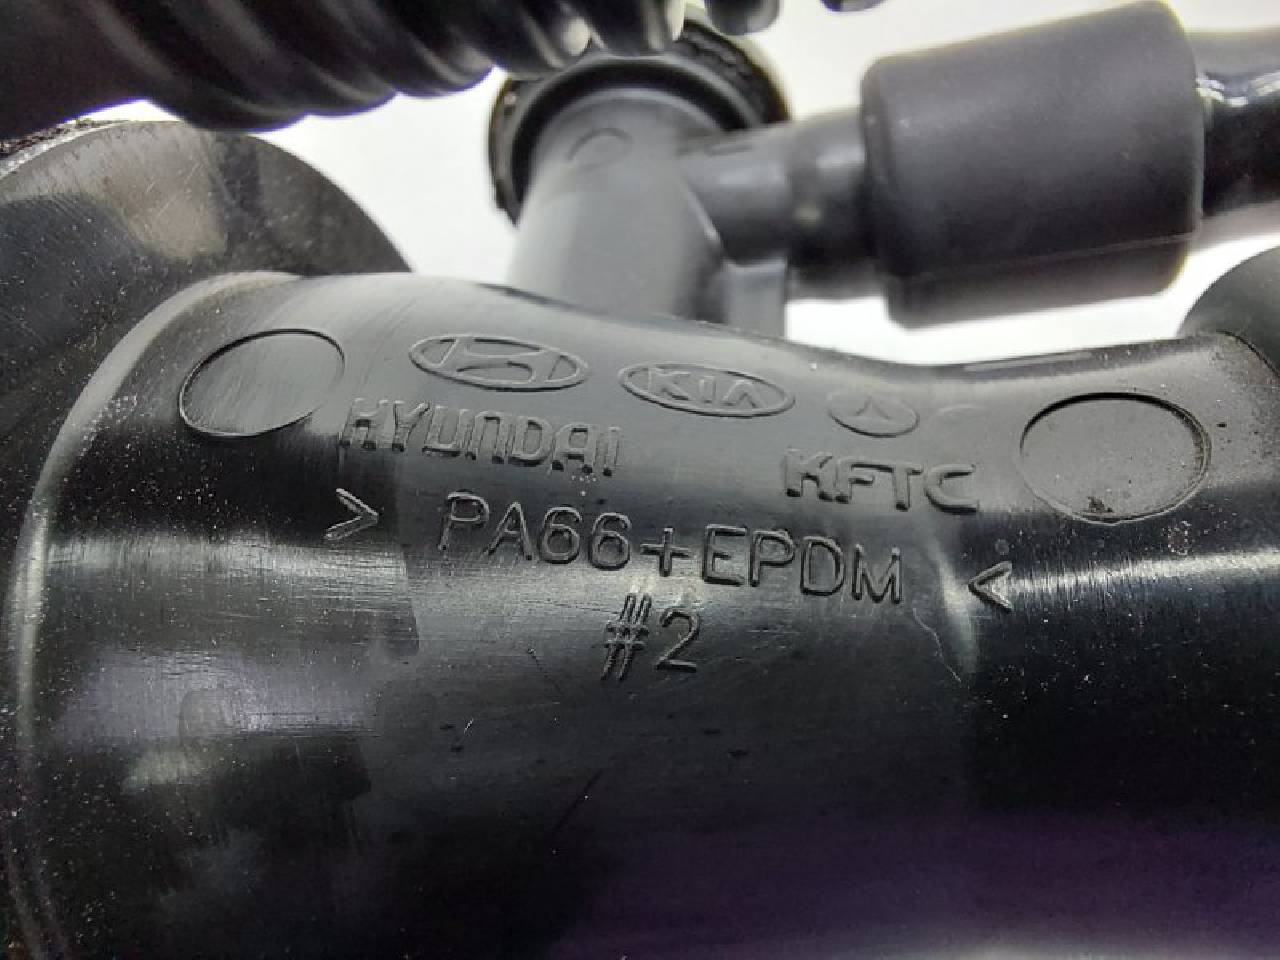 KIA
HYUNDAI KFTC
> PA66+EPDM <
#2